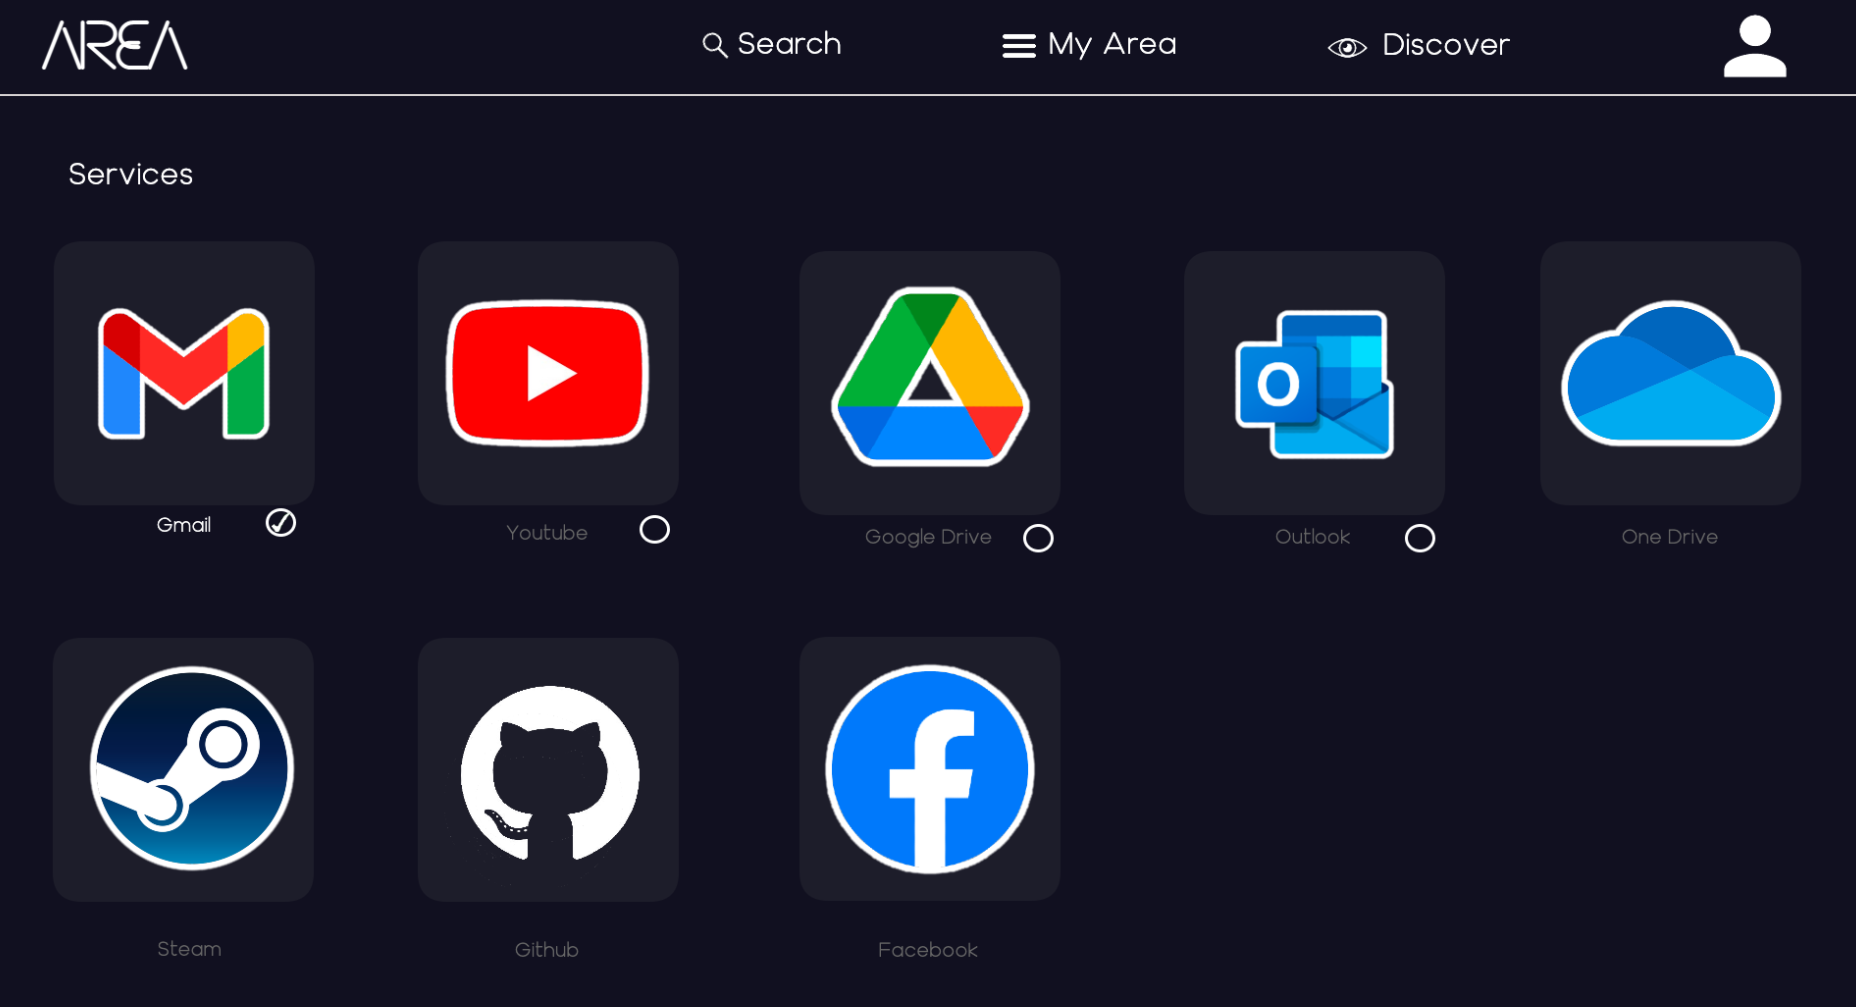 AREA
Search
My Area
Discover
Services
Gmail
Youtube
Google Drive
Outlook
One Drive
Steam
Github
Facebook